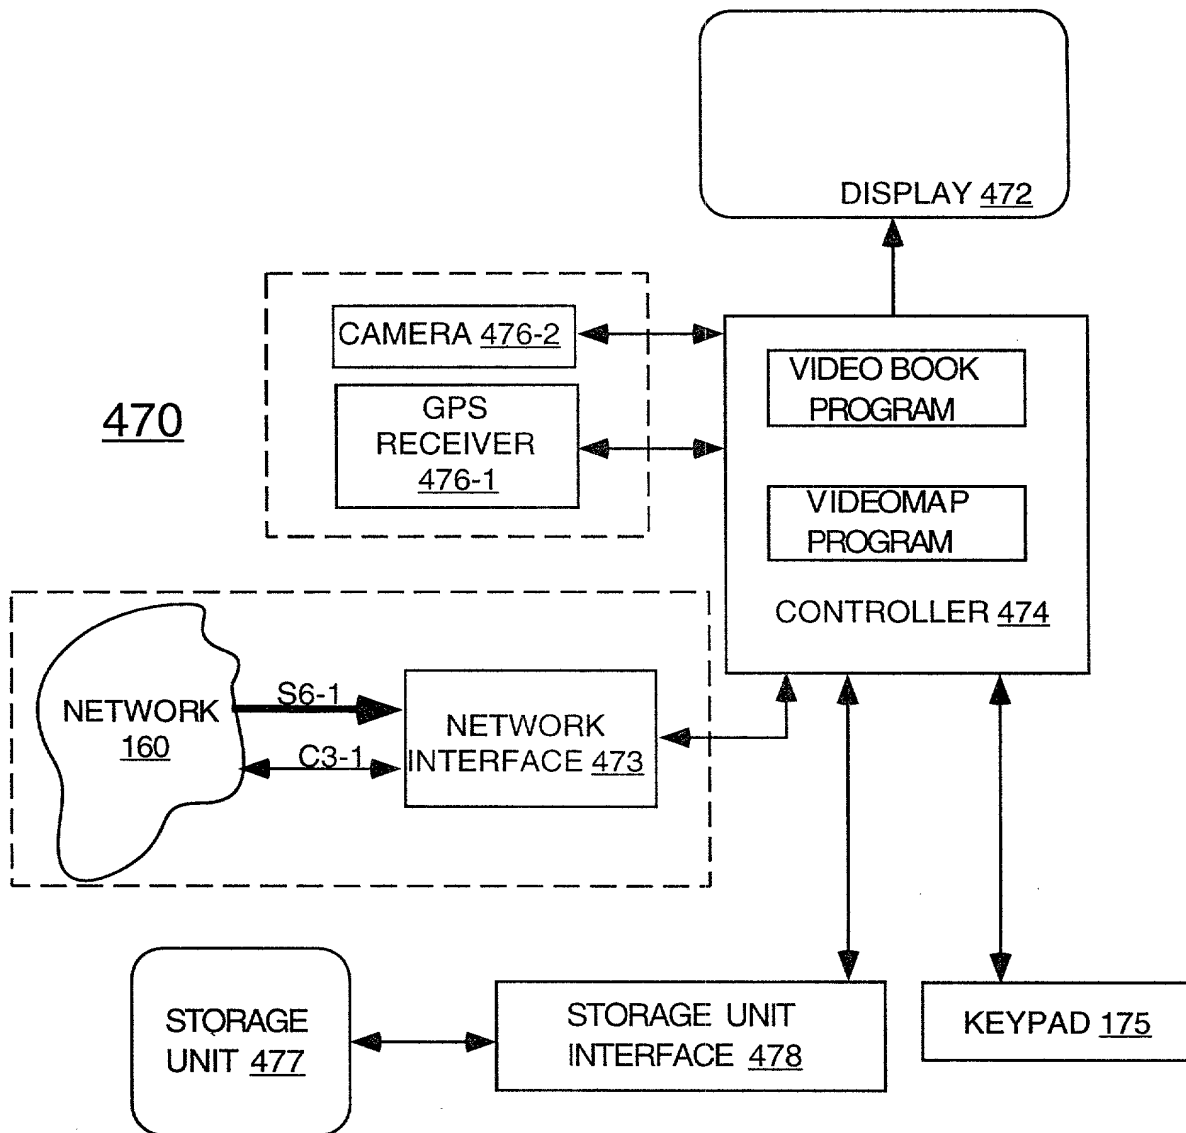 DISPLAY 472
CAMERA 476-2
GPS
RECEIVER
476-1
470
VIDEO BOOK
PROGRAM
VIDEOMAP
PROGRAM
CONTROLLER 474
NETWORK
160
S6-1
C3-1
NETWORK
INTERFACE 473
STORAGE
UNIT 477
STORAGE UNIT
INTERFACE 478
KEYPAD 175